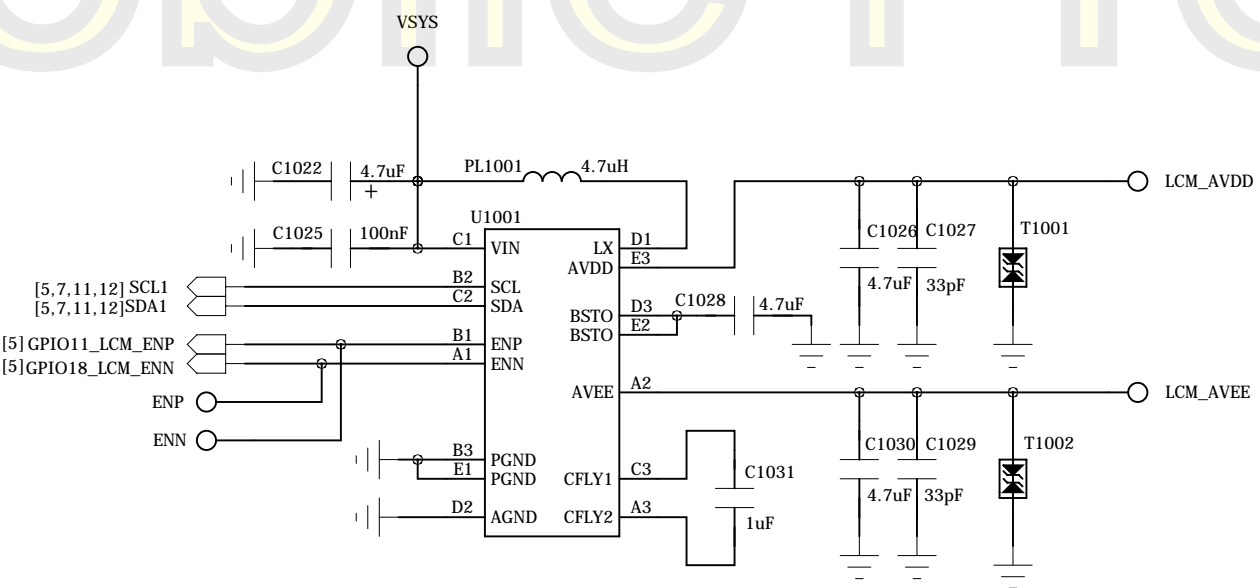 VSYS
C1022
4.7uF
+
PL1001
4.7uH
LCM_AVDD
U1001
C1025
100nF
C1
VIN
LX
D1
AVDD
E3
C1026
C1027
T1001
4.7uF
33pF
[5,7,11,12] SCL1
B2
SCL
[5,7,11,12]SDA1
C2
SDA
BSTO
D3
C1028
4.7uF
BSTO
E2
[5] GPIO11_LCM_ENP
B1
ENP
[5]GPIO18_LCM_ENN
A1
ENN
AVEE
A2
LCM_AVEE
ENP
ENN
C1030
C1029
T1002
4.7uF
33pF
B3
PGND
E1
PGND
CFLY1
C3
C1031
1uF
D2
AGND
CFLY2
A3